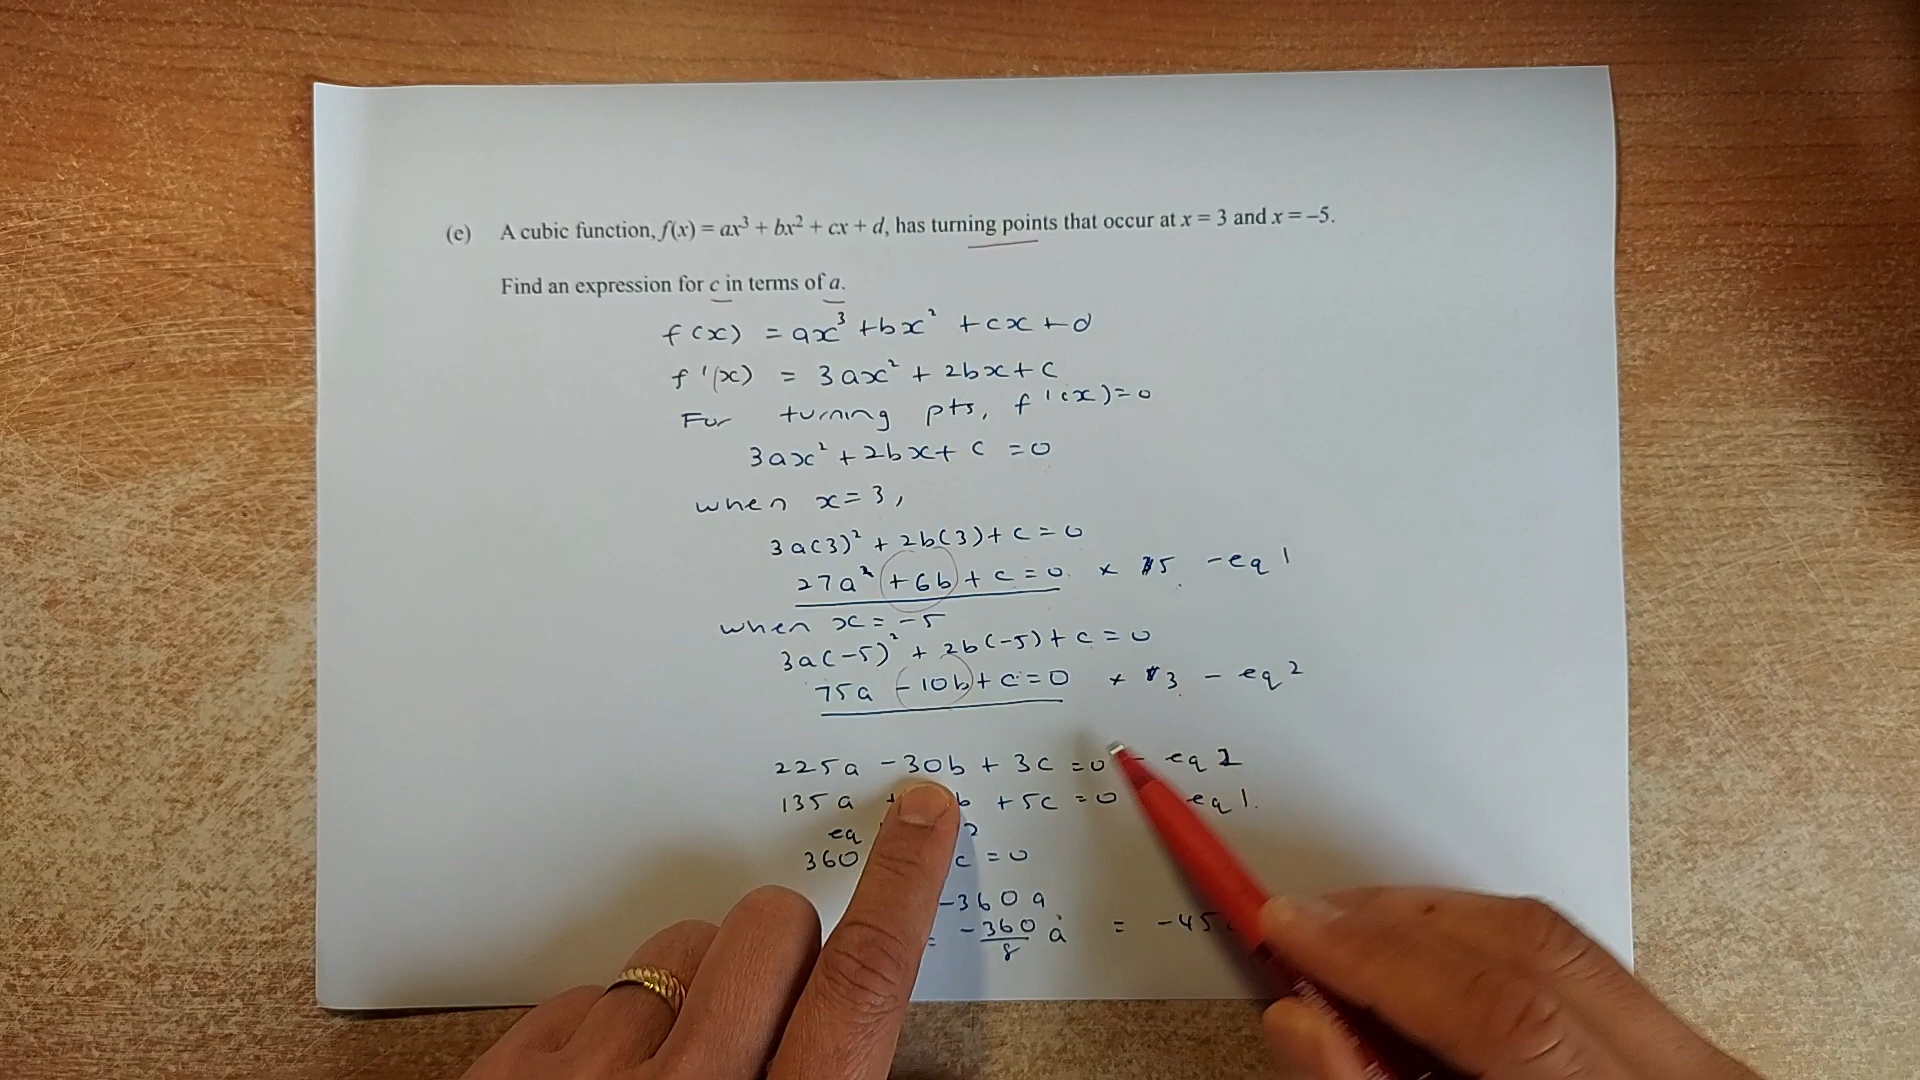 (e) A cubic function, f(x) = ax³ + bx² + cx + d, has turning points that occur at x = 3 and x = –5.
Find an expression for c in terms of a.
f(x) = ax³ + bx² + cx + d
f'(x) = 3ax² + 2bx + c
For turning pts, f'(x) = 0
3ax² + 2bx + c = 0
when x = 3,
3a(3)² + 2b(3) + c = 0
27a + 6b + c = 0 × 5 - eq 1
when x = -5
3a(-5)² + 2b(-5) + c = 0
75a - 10b + c = 0 × 3 - eq 2
225a - 30b + 3c = 0 - eq 2
135a + b + 5c = 0 eq 1.
eq 2
360 c = 0
-360a
= -360/8 a = -45